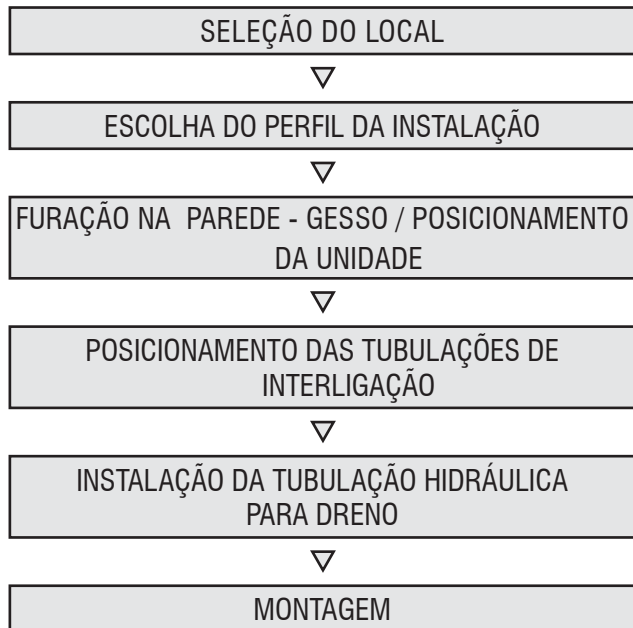 SELEÇÃO DO LOCAL
ESCOLHA DO PERFIL DA INSTALAÇÃO
FURAÇÃO NA PAREDE - GESSO / POSICIONAMENTO
DA UNIDADE
POSICIONAMENTO DAS TUBULAÇÕES DE
INTERLIGAÇÃO
INSTALAÇÃO DA TUBULAÇÃO HIDRÁULICA
PARA DRENO
MONTAGEM